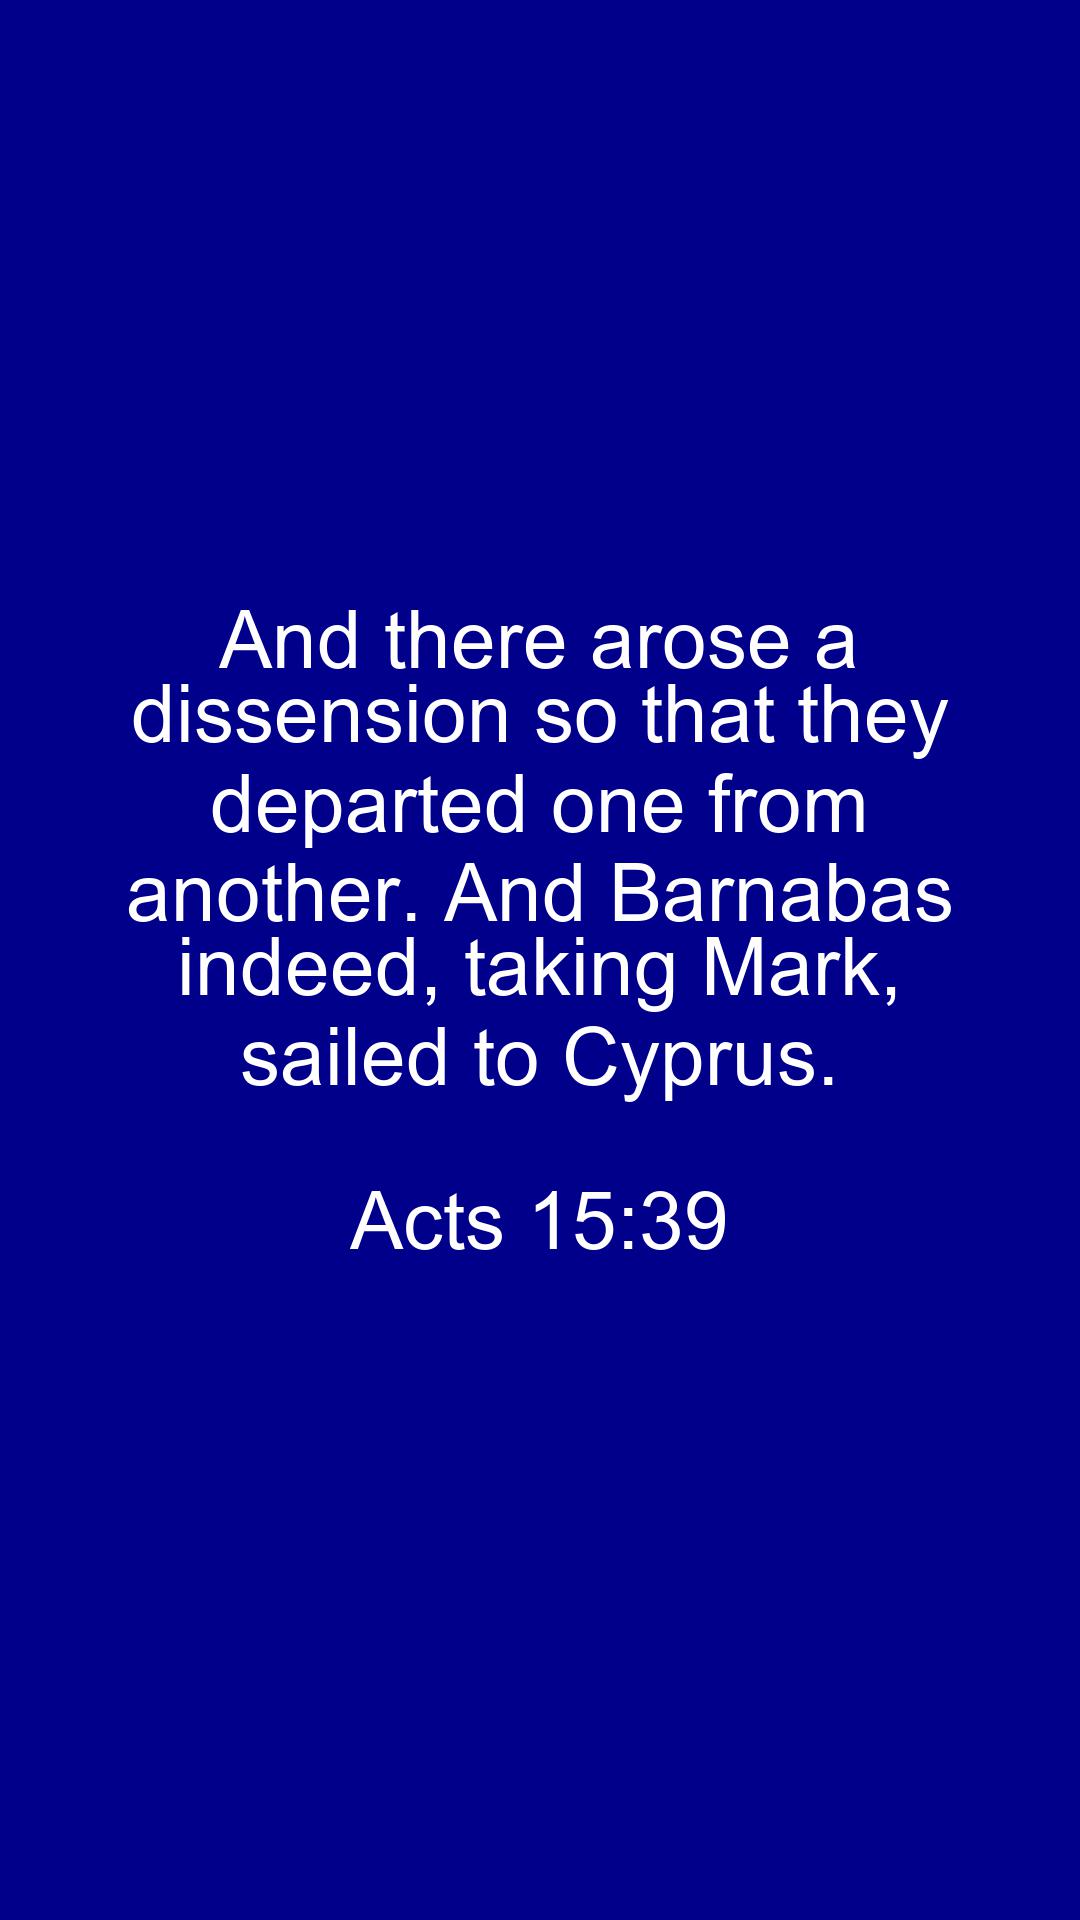 And there arose a
dissension so that they
departed one from
another. And Barnabas
indeed, taking Mark,
sailed to Cyprus.
Acts 15:39